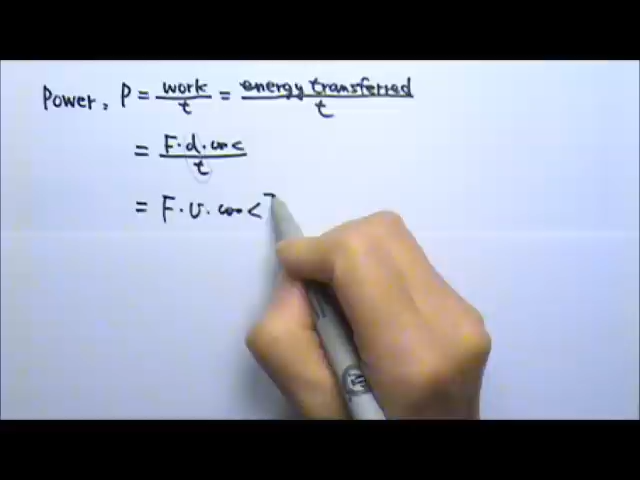 Power, P = work/t = energy transferred/t
= F·d·cos</t
= F·v·cos<